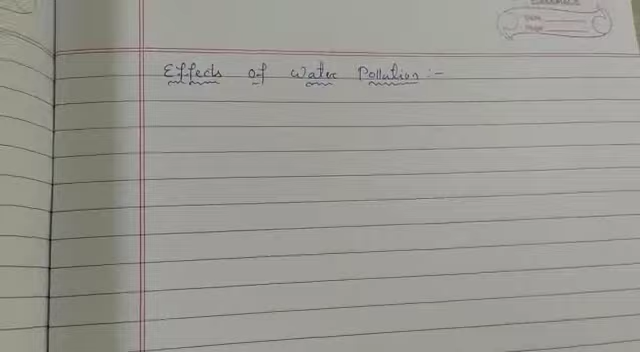 Effects of Water Pollution :-